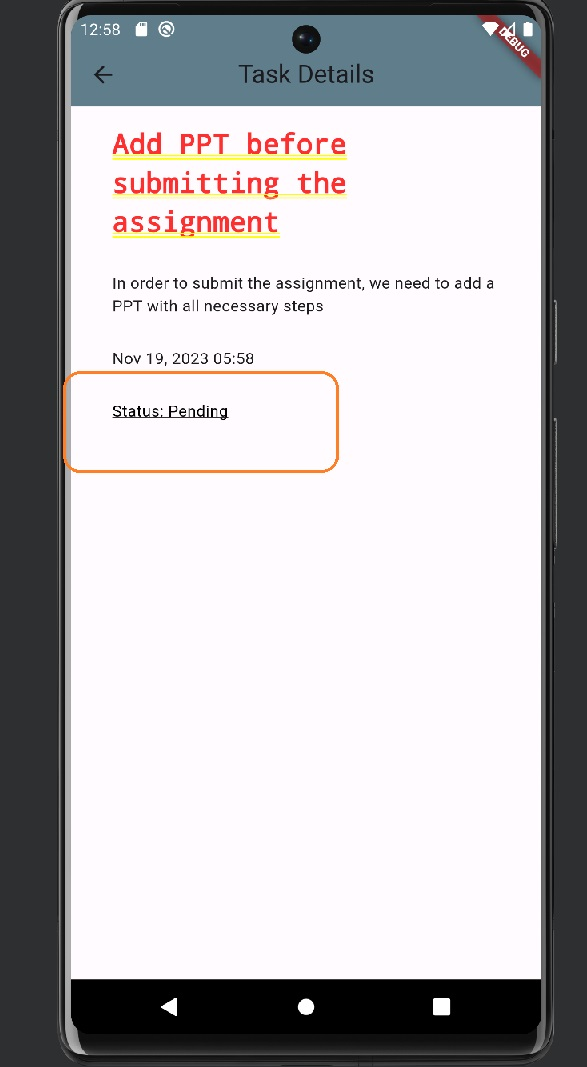 12:58
DEBUG
Task Details
Add PPT before
submitting the
assignment
In order to submit the assignment, we need to add a
PPT with all necessary steps
Nov 19, 2023 05:58
Status: Pending